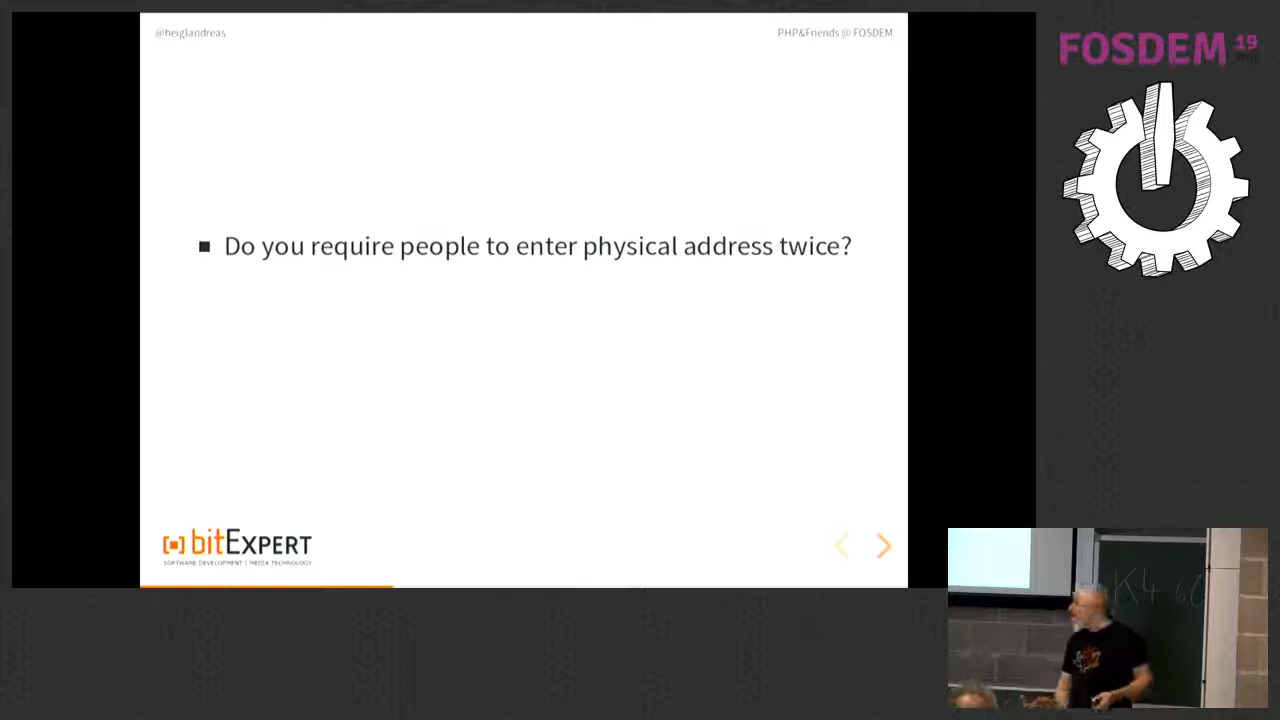 @heiglandreas
PHP&Friends @ FOSDEM
FOSDEM 19
▪ Do you require people to enter physical address twice?
[▪] bitExpert
SOFTWARE DEVELOPMENT | MEDIA TECHNOLOGY
K4